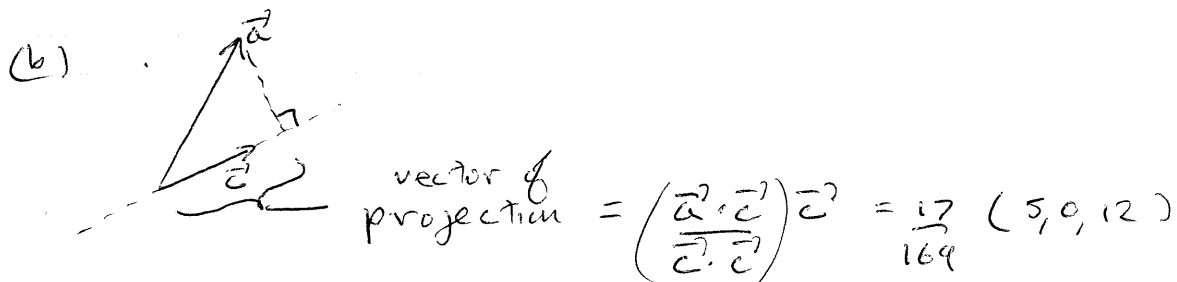 (b)
a⃗
c⃗
vector of
projection = (a⃗·c⃗ / c⃗·c⃗) c⃗ = 17/169 (5,0,12)